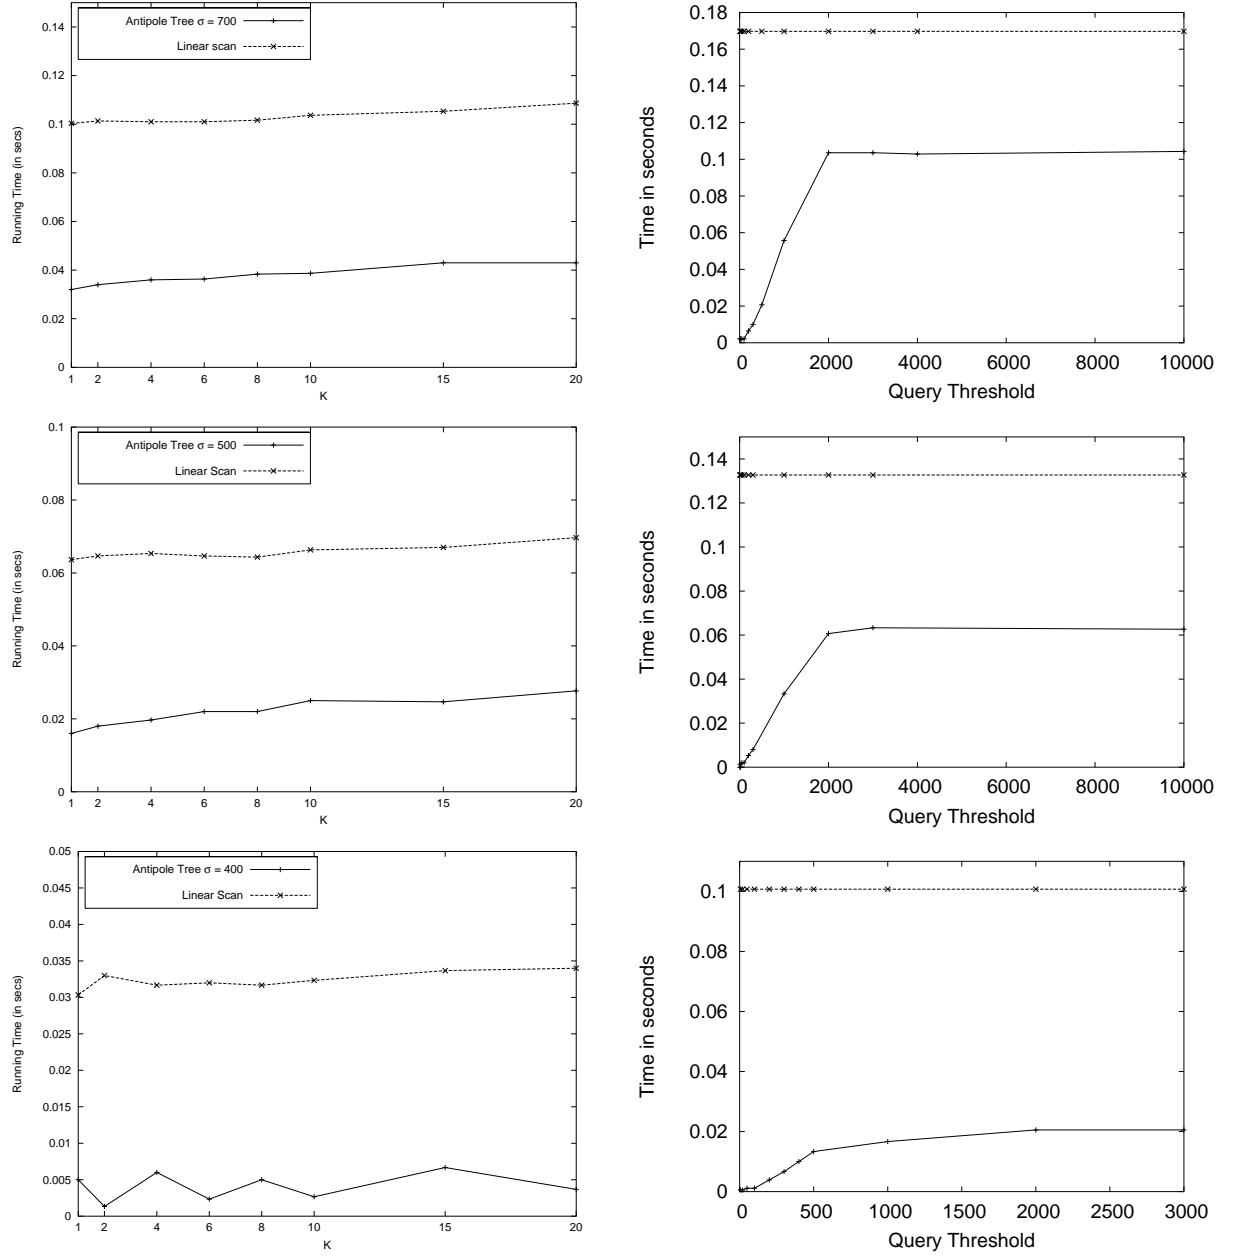 0.14
0.12
0.1
0.08
0.06
0.04
0.02
0
Running Time (in secs)
Antipole Tree σ = 700
Linear scan
1 2 4 6 8 10 15 20
K
0.18
0.16
0.14
0.12
0.1
0.08
0.06
0.04
0.02
0
Time in seconds
0 2000 4000 6000 8000 10000
Query Threshold
0.1
0.08
0.06
0.04
0.02
0
Running Time (in secs)
Antipole Tree σ = 500
Linear Scan
1 2 4 6 8 10 15 20
K
0.14
0.12
0.1
0.08
0.06
0.04
0.02
0
Time in seconds
0 2000 4000 6000 8000 10000
Query Threshold
0.05
0.045
0.04
0.035
0.03
0.025
0.02
0.015
0.01
0.005
0
Running Time (in secs)
Antipole Tree σ = 400
Linear Scan
1 2 4 6 8 10 15 20
K
0.1
0.08
0.06
0.04
0.02
0
Time in seconds
0 500 1000 1500 2000 2500 3000
Query Threshold